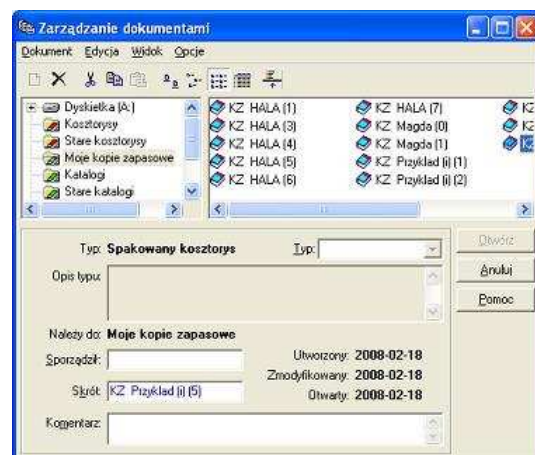 Zarządzanie dokumentami
Dokument Edycja Widok Opcje
Dyskietka (A:)
Kosztorysy
Stare kosztorysy
Moje kopie zapasowe
Katalogi
Stare katalogi
KZ HALA (1)
KZ HALA (3)
KZ HALA (4)
KZ HALA (5)
KZ HALA (6)
KZ HALA (7)
KZ Magda (0)
KZ Magda (1)
KZ Przykład (i) (1)
KZ Przykład (i) (2)
KZ
KZ
Typ: Spakowany kosztorys
Typ:
Otwórz
Anuluj
Pomoc
Opis typu:
Należy do: Moje kopie zapasowe
Sporządził:
Utworzony: 2008-02-18
Zmodyfikowany: 2008-02-18
Skrót: KZ Przykład (i) (5)
Otwarty: 2008-02-18
Komentarz: